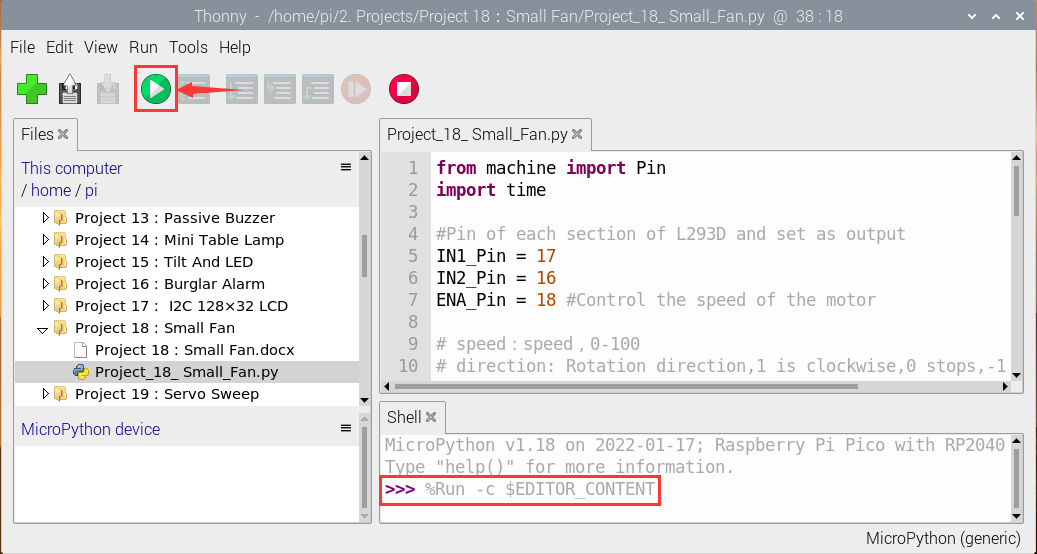 Thonny - /home/pi/2. Projects/Project 18 : Small Fan/Project_18_ Small_Fan.py @ 38 : 18
File Edit View Run Tools Help
Files
This computer
/ home / pi
Project 13 : Passive Buzzer
Project 14 : Mini Table Lamp
Project 15 : Tilt And LED
Project 16 : Burglar Alarm
Project 17 : I2C 128×32 LCD
Project 18 : Small Fan
Project 18 : Small Fan.docx
Project_18_ Small_Fan.py
Project 19 : Servo Sweep
MicroPython device
Project_18_ Small_Fan.py
1 from machine import Pin
2 import time
3
4 #Pin of each section of L293D and set as output
5 IN1_Pin = 17
6 IN2_Pin = 16
7 ENA_Pin = 18 #Control the speed of the motor
8
9 # speed : speed , 0-100
10 # direction: Rotation direction,1 is clockwise,0 stops,-1
Shell
MicroPython v1.18 on 2022-01-17; Raspberry Pi Pico with RP2040
Type "help()" for more information.
>>> %Run -c $EDITOR_CONTENT
MicroPython (generic)